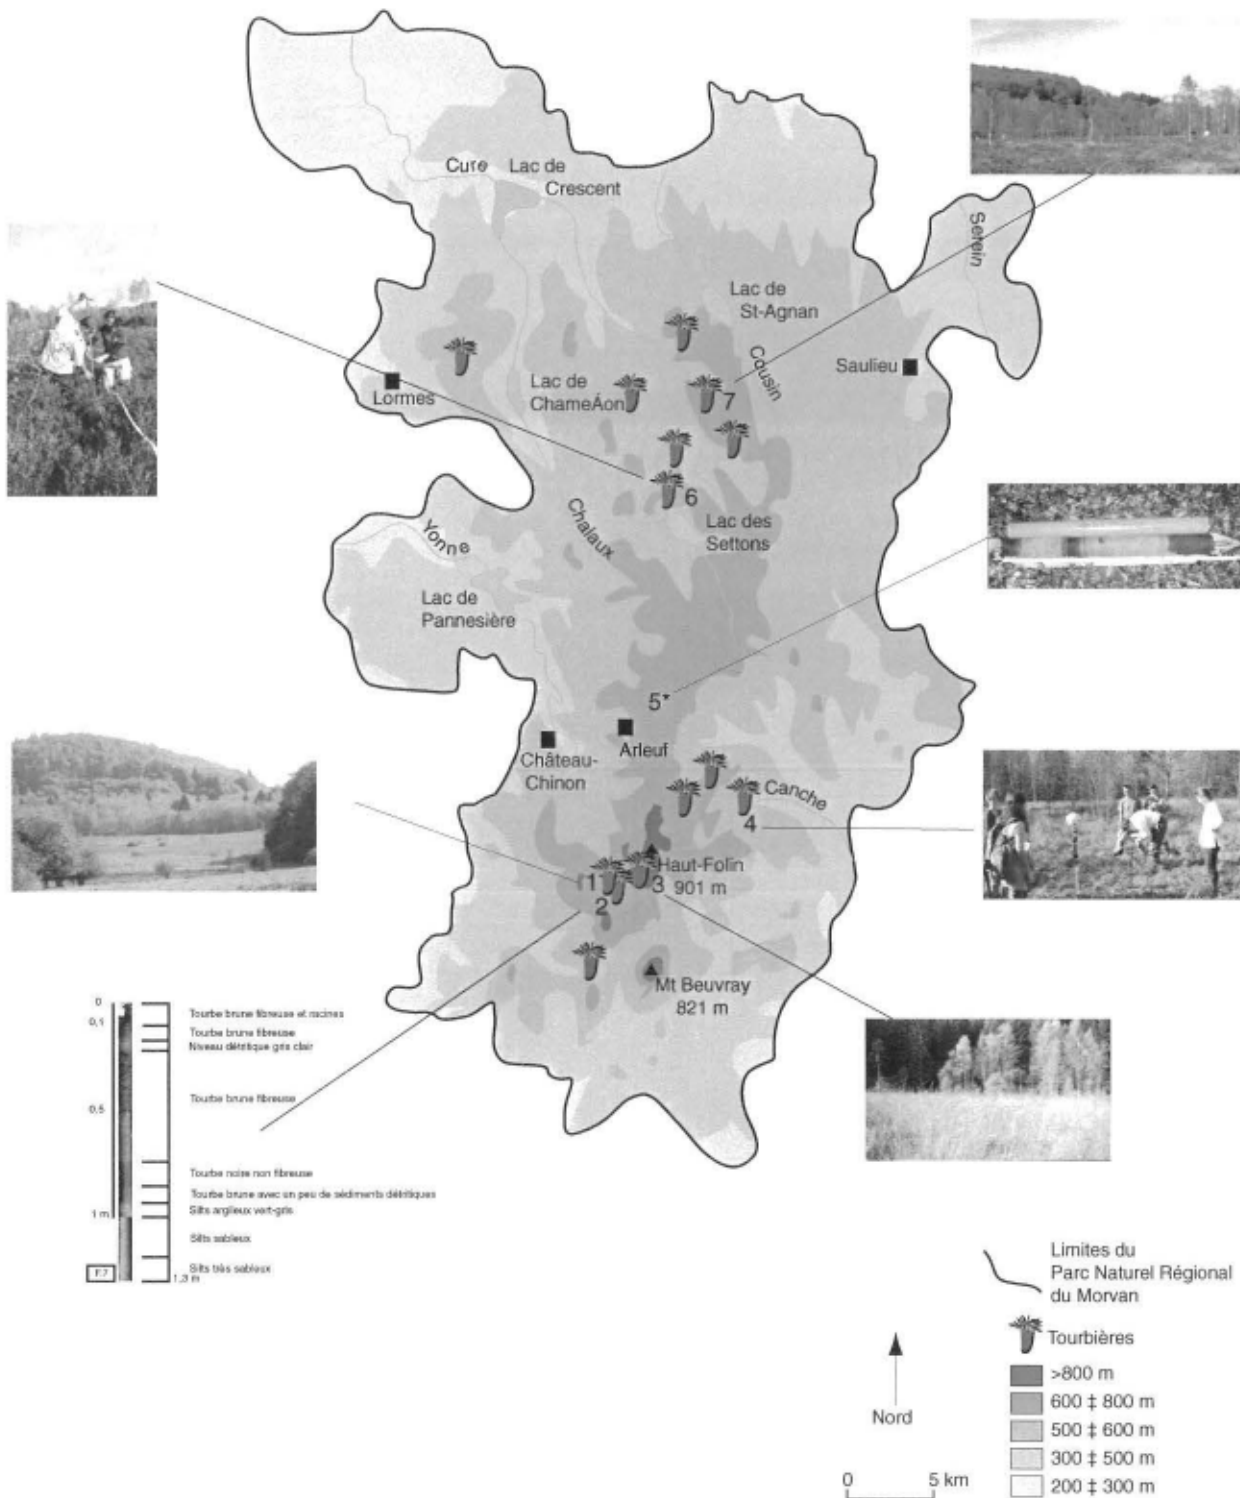 Cure
Lac de
Crescent
Serein
Lac de
St-Agnan
Cousin
Saulieu
Lormes
Lac de
ChameÁon
7
6
Lac des
Settons
Chalaux
Yonne
Lac de
Pannesière
5*
Arleuf
Château-
Chinon
Canche
4
1
2
3
Haut-Folin
901 m
Mt Beuvray
821 m
0
0,1
0,5
1 m
1,3 m
F7
Tourbe brune fibreuse et racines
Tourbe brune fibreuse
Niveau détritique gris clair
Tourbe brune fibreuse
Tourbe noire non fibreuse
Tourbe brune avec un peu de sédiments détritiques
Silts argileux vert-gris
Silts sableux
Silts très sableux
Limites du
Parc Naturel Régional
du Morvan
Tourbières
>800 m
600 ‡ 800 m
500 ‡ 600 m
300 ‡ 500 m
200 ‡ 300 m
Nord
0 5 km